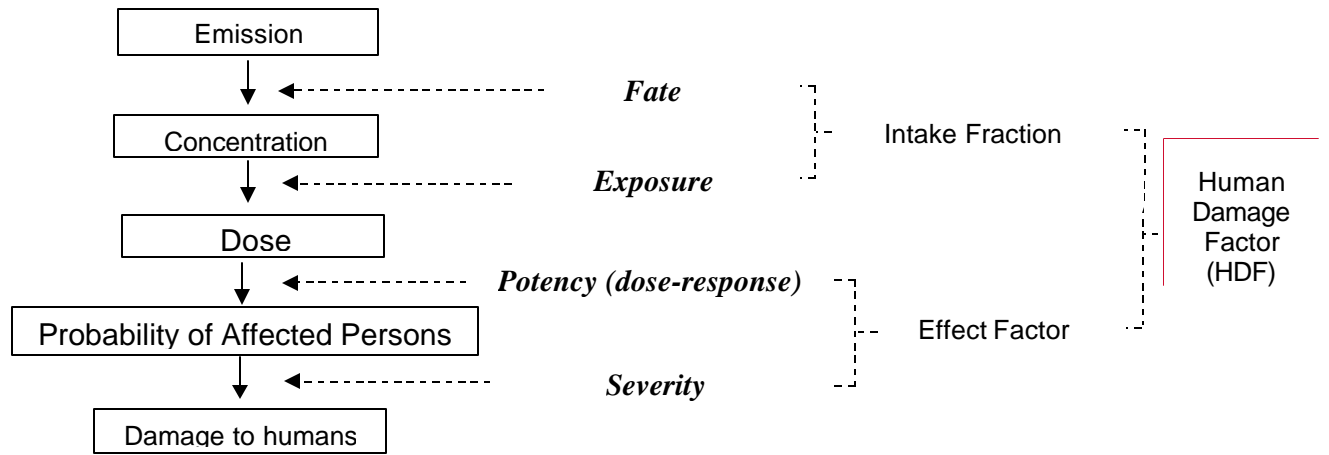 Emission
Fate
Concentration
Intake Fraction
Exposure
Human
Damage
Factor
(HDF)
Dose
Potency (dose-response)
Probability of Affected Persons
Effect Factor
Severity
Damage to humans